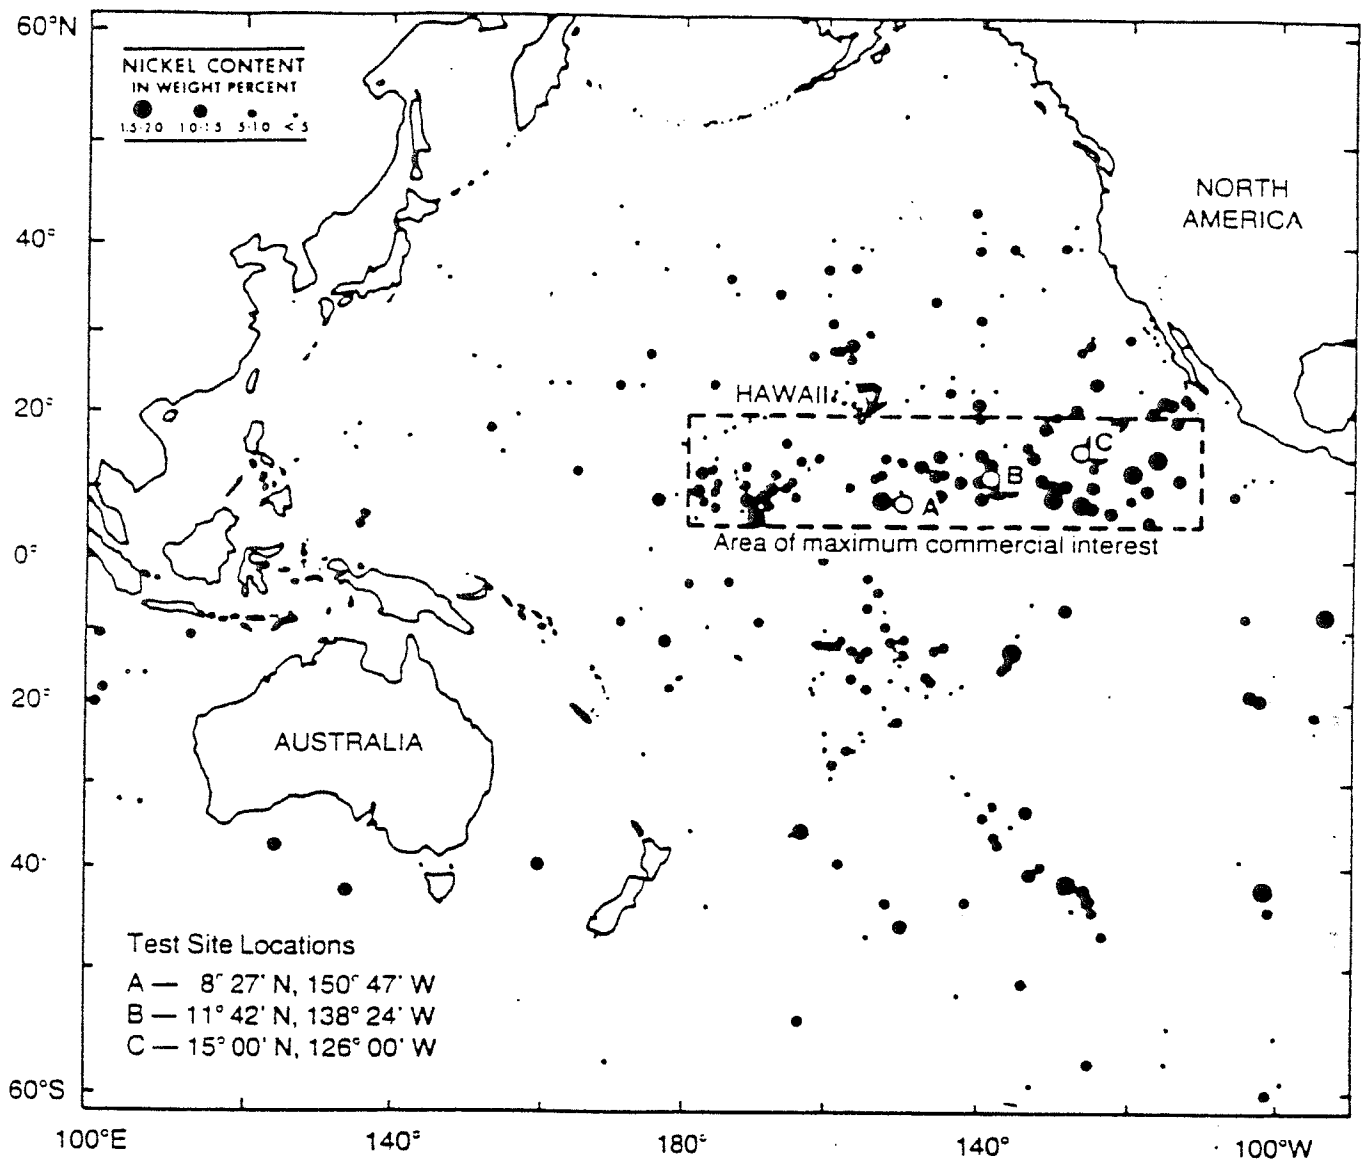 60°N
NICKEL CONTENT
IN WEIGHT PERCENT
1.5-2.0 1.0-1.5 .5-1.0 <.5
NORTH
AMERICA
40°
HAWAII
20°
C
B
A
Area of maximum commercial interest
0°
20°
AUSTRALIA
40°
Test Site Locations
A — 8° 27' N, 150° 47' W
B — 11° 42' N, 138° 24' W
C — 15° 00' N, 126° 00' W
60°S
100°E 140° 180° 140° 100°W